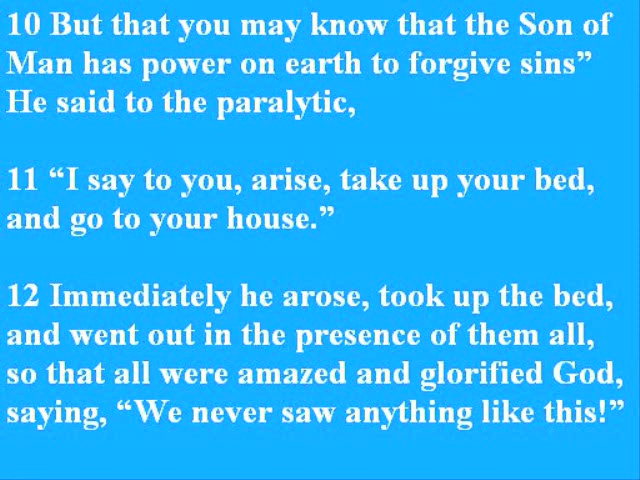 10 But that you may know that the Son of
Man has power on earth to forgive sins”
He said to the paralytic,
11 “I say to you, arise, take up your bed,
and go to your house.”
12 Immediately he arose, took up the bed,
and went out in the presence of them all,
so that all were amazed and glorified God,
saying, “We never saw anything like this!”